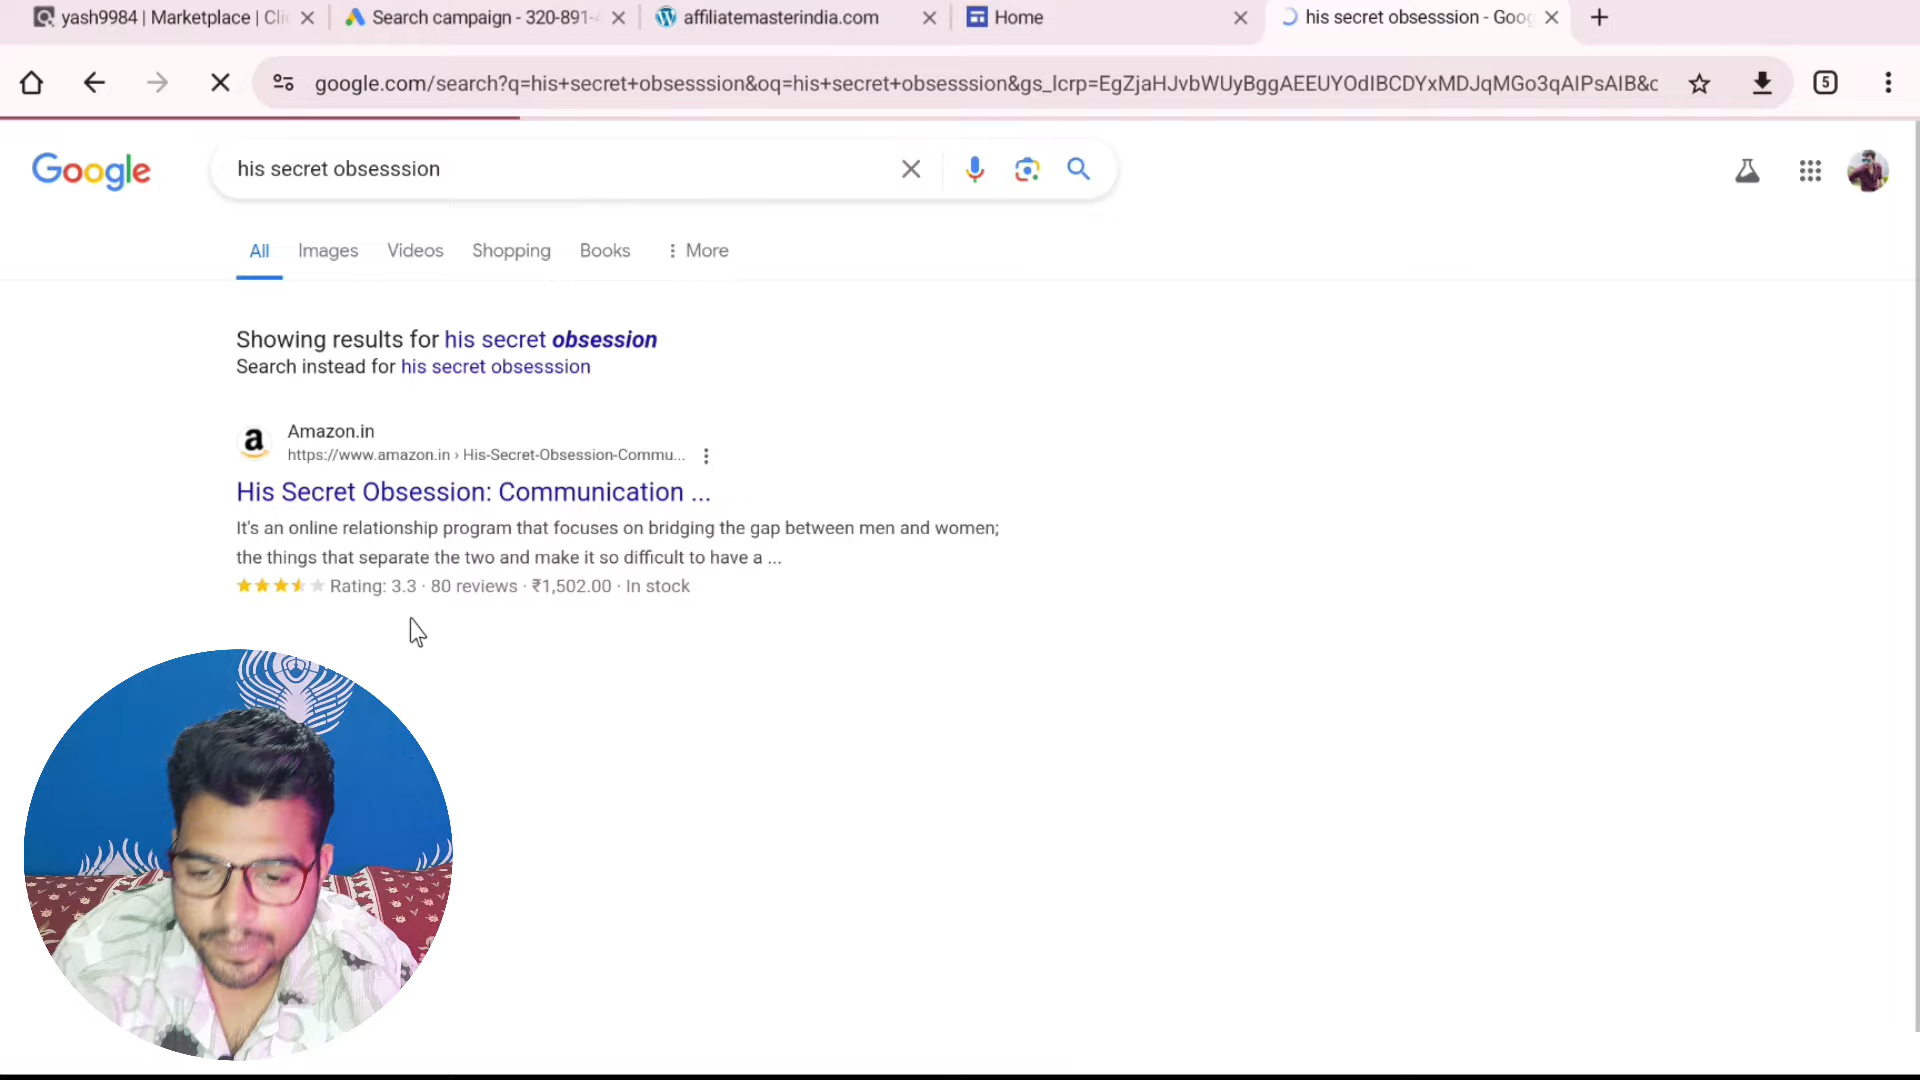 yash9984 | Marketplace | Cli
Search campaign - 320-891-
affiliatemasterindia.com
Home
his secret obsesssion - Goog
google.com/search?q=his+secret+obsesssion&oq=his+secret+obsesssion&gs_lcrp=EgZjaHJvbWUyBggAEEUYOdIBCDYxMDJqMGo3qAIPsAIB&c
5
Google
his secret obsesssion
All
Images
Videos
Shopping
Books
More
Showing results for his secret obsession
Search instead for his secret obsesssion
Amazon.in
https://www.amazon.in › His-Secret-Obsession-Commu...
His Secret Obsession: Communication ...
It's an online relationship program that focuses on bridging the gap between men and women;
the things that separate the two and make it so difficult to have a ...
Rating: 3.3 · 80 reviews · ₹1,502.00 · In stock